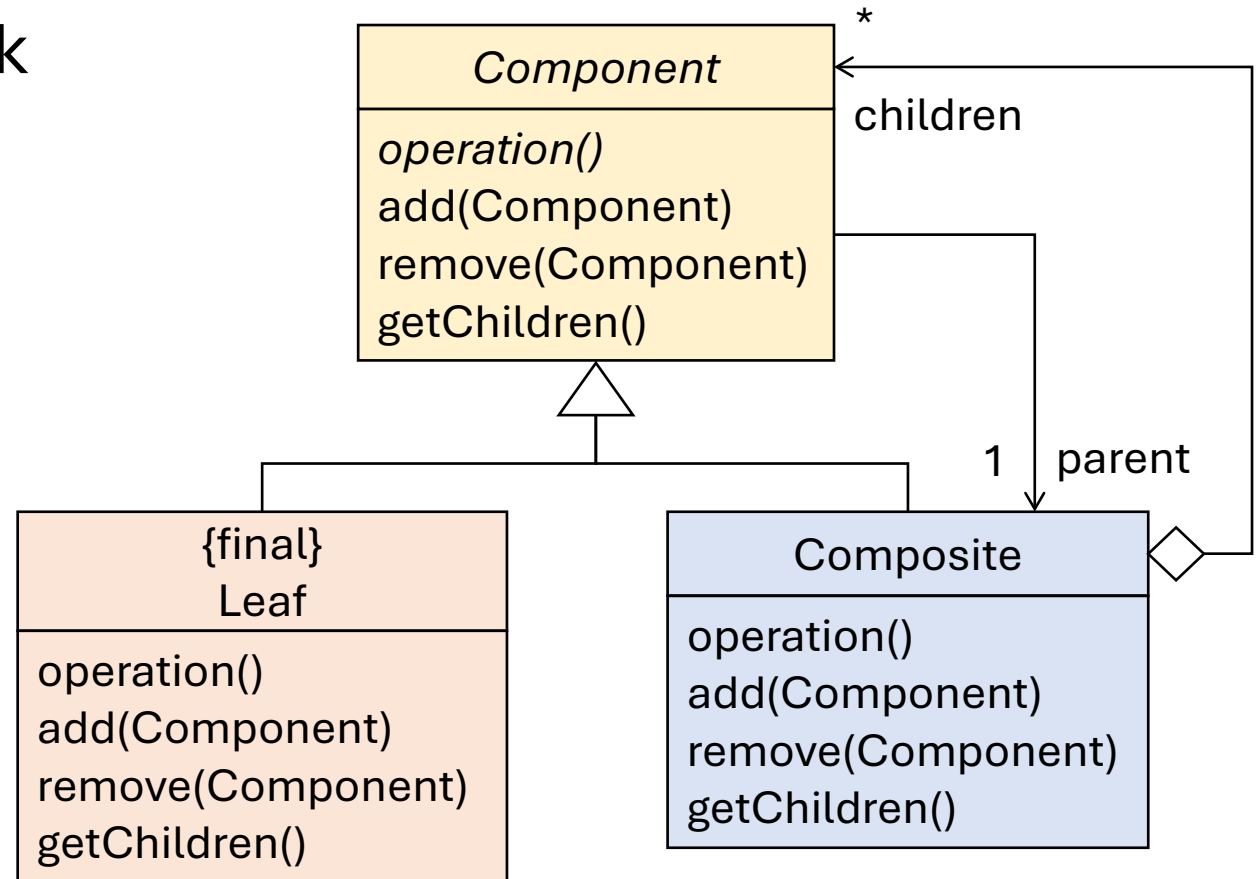 k
*
Component
children
operation()
add(Component)
remove(Component)
getChildren()
1 parent
{final}
Leaf
operation()
add(Component)
remove(Component)
getChildren()
Composite
operation()
add(Component)
remove(Component)
getChildren()